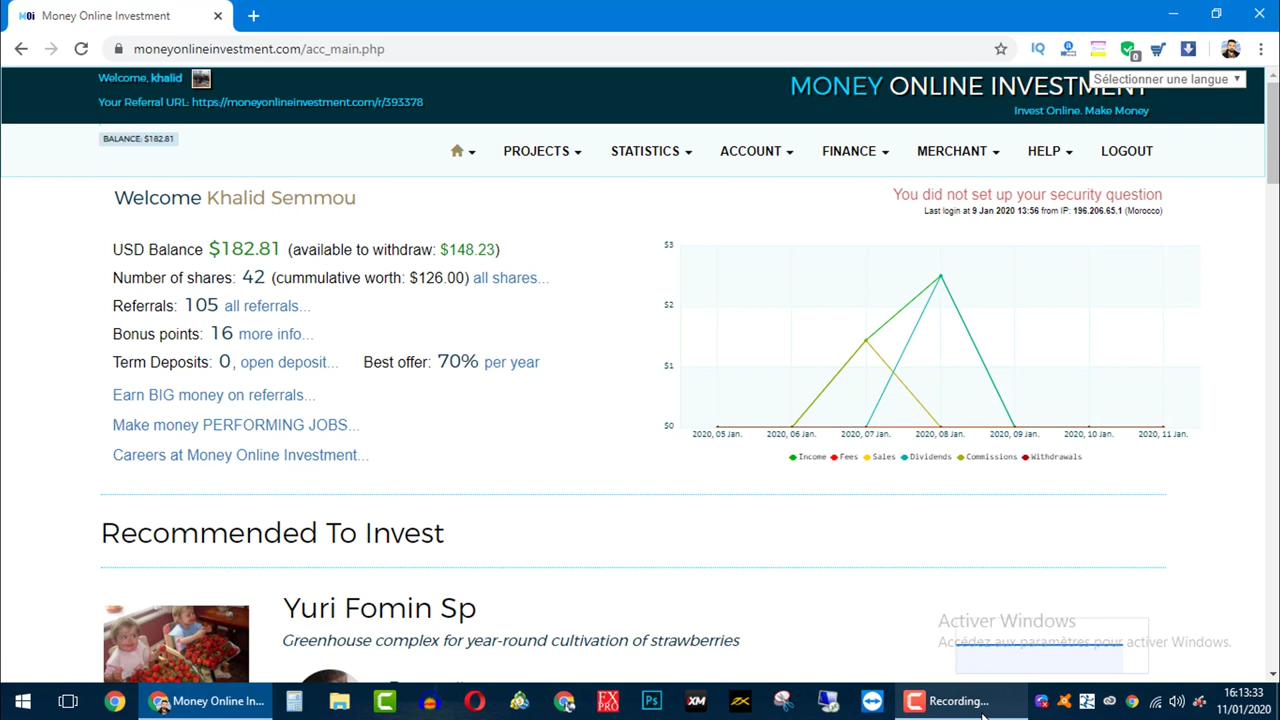 Money Online Investment
moneyonlineinvestment.com/acc_main.php
Welcome, khalid
Your Referral URL: https://moneyonlineinvestment.com/r/393378
MONEY ONLINE INVESTMENT
Sélectionner une langue
Invest Online. Make Money
BALANCE: $182.81
PROJECTS STATISTICS ACCOUNT FINANCE MERCHANT HELP LOGOUT
Welcome Khalid Semmou
You did not set up your security question
Last login at 9 Jan 2020 13:56 from IP: 196.206.65.1 (Morocco)
USD Balance $182.81 (available to withdraw: $148.23)
Number of shares: 42 (cummulative worth: $126.00) all shares...
Referrals: 105 all referrals...
Bonus points: 16 more info...
Term Deposits: 0, open deposit... Best offer: 70% per year
Earn BIG money on referrals...
Make money PERFORMING JOBS...
Careers at Money Online Investment...
$3
$2
$1
$0
2020, 05 Jan. 2020, 06 Jan. 2020, 07 Jan. 2020, 08 Jan. 2020, 09 Jan. 2020, 10 Jan. 2020, 11 Jan.
Income Fees Sales Dividends Commissions Withdrawals
Recommended To Invest
Yuri Fomin Sp
Greenhouse complex for year-round cultivation of strawberries
Activer Windows
Accédez aux paramètres pour activer Windows.
Money Online In...
FX
PRO
Ps
XM
Recording...
16:13:33
11/01/2020